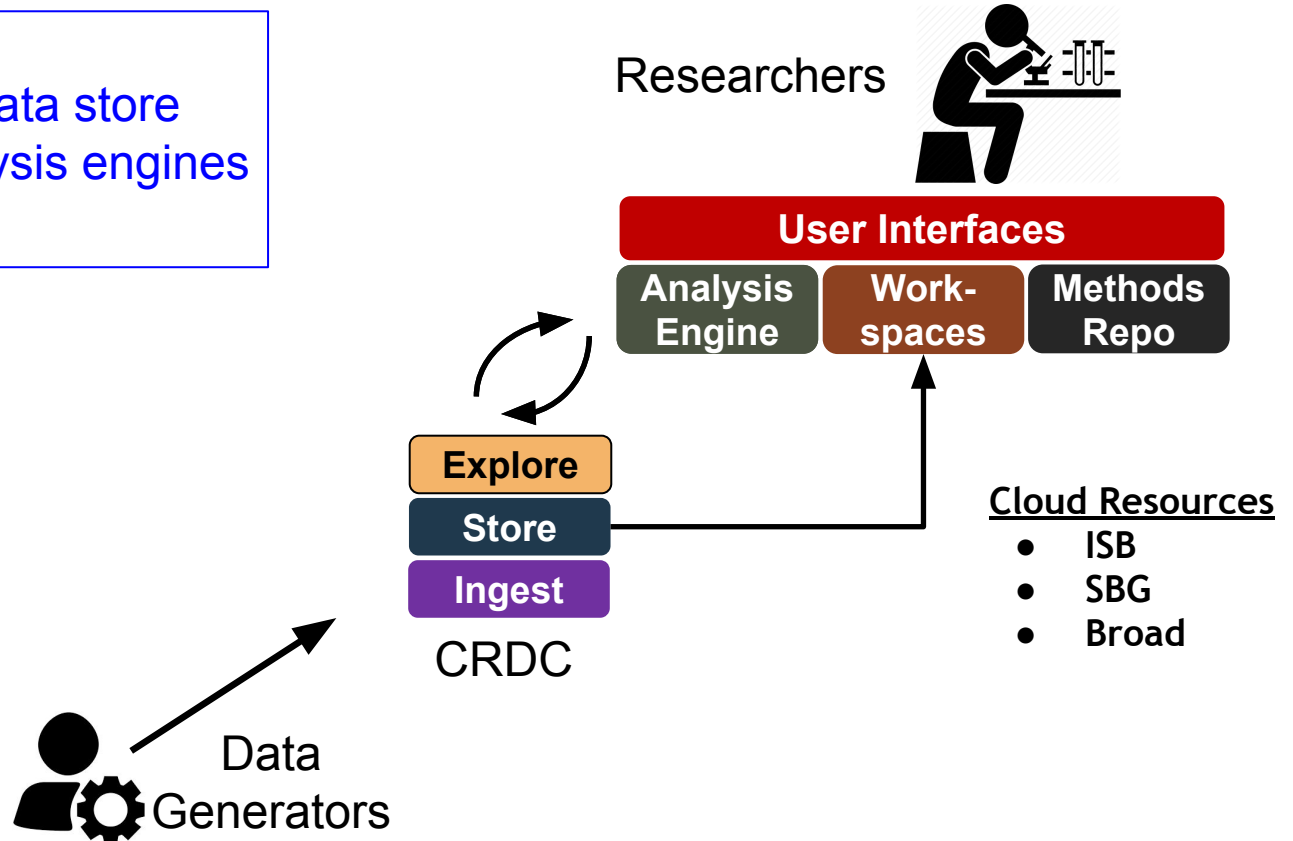 ata store
ysis engines
Researchers
User Interfaces
Analysis
Engine
Work-
spaces
Methods
Repo
Explore
Store
Ingest
CRDC
Cloud Resources
● ISB
● SBG
● Broad
Data
Generators